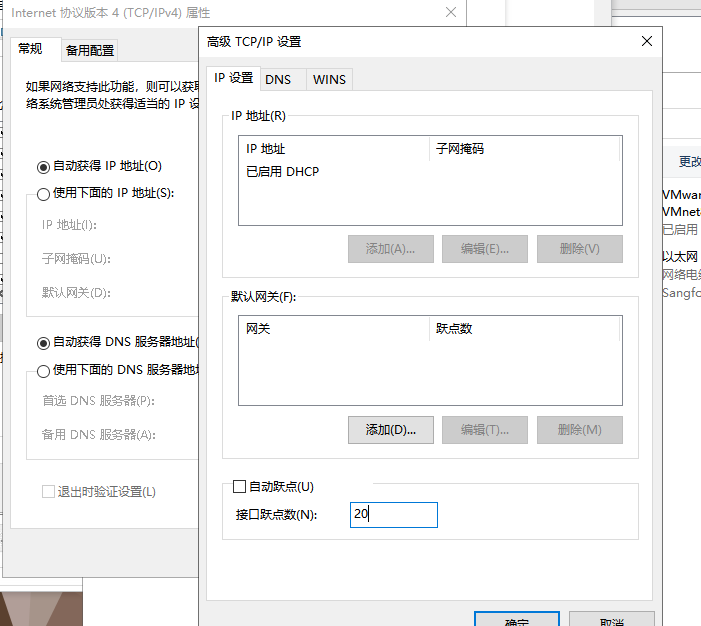 Internet 协议版本 4 (TCP/IPv4) 属性
常规
备用配置
如果网络支持此功能，则可以获
络系统管理员处获得适当的 IP 设
自动获得 IP 地址(O)
使用下面的 IP 地址(S):
IP 地址(I):
子网掩码(U):
默认网关(D):
自动获得 DNS 服务器地址(
使用下面的 DNS 服务器地
首选 DNS 服务器(P):
备用 DNS 服务器(A):
退出时验证设置(L)
高级 TCP/IP 设置
IP 设置
DNS
WINS
IP 地址(R)
IP 地址
子网掩码
已启用 DHCP
添加(A)...
编辑(E)...
删除(V)
默认网关(F):
网关
跃点数
添加(D)...
编辑(T)...
删除(M)
自动跃点(U)
接口跃点数(N):
20
确定
取消
更改
VMwar
VMnet
已启用
以太网
网络电
Sangfo